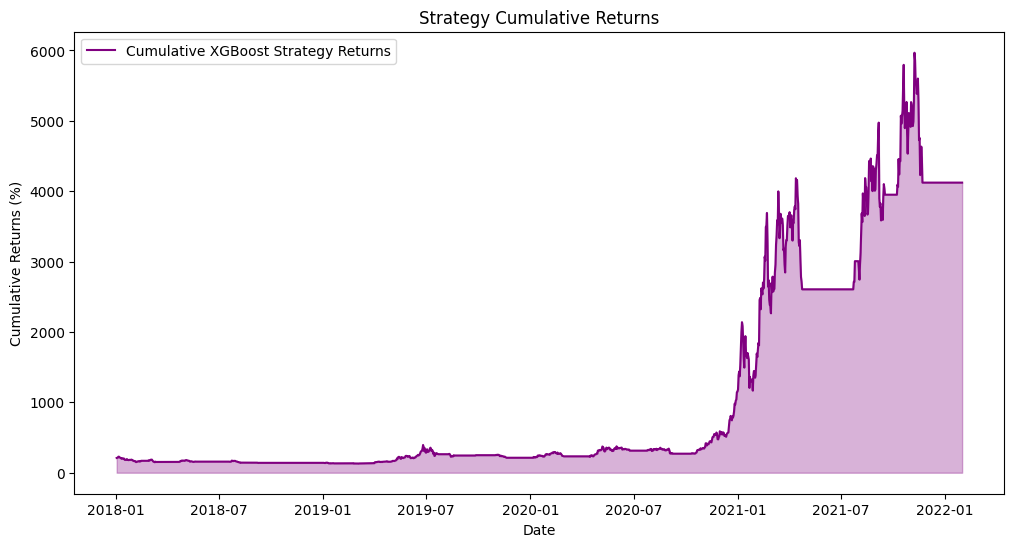 Strategy Cumulative Returns
Cumulative XGBoost Strategy Returns
6000
5000
4000
3000
2000
1000
0
Cumulative Returns (%)
2018-01 2018-07 2019-01 2019-07 2020-01 2020-07 2021-01 2021-07 2022-01
Date